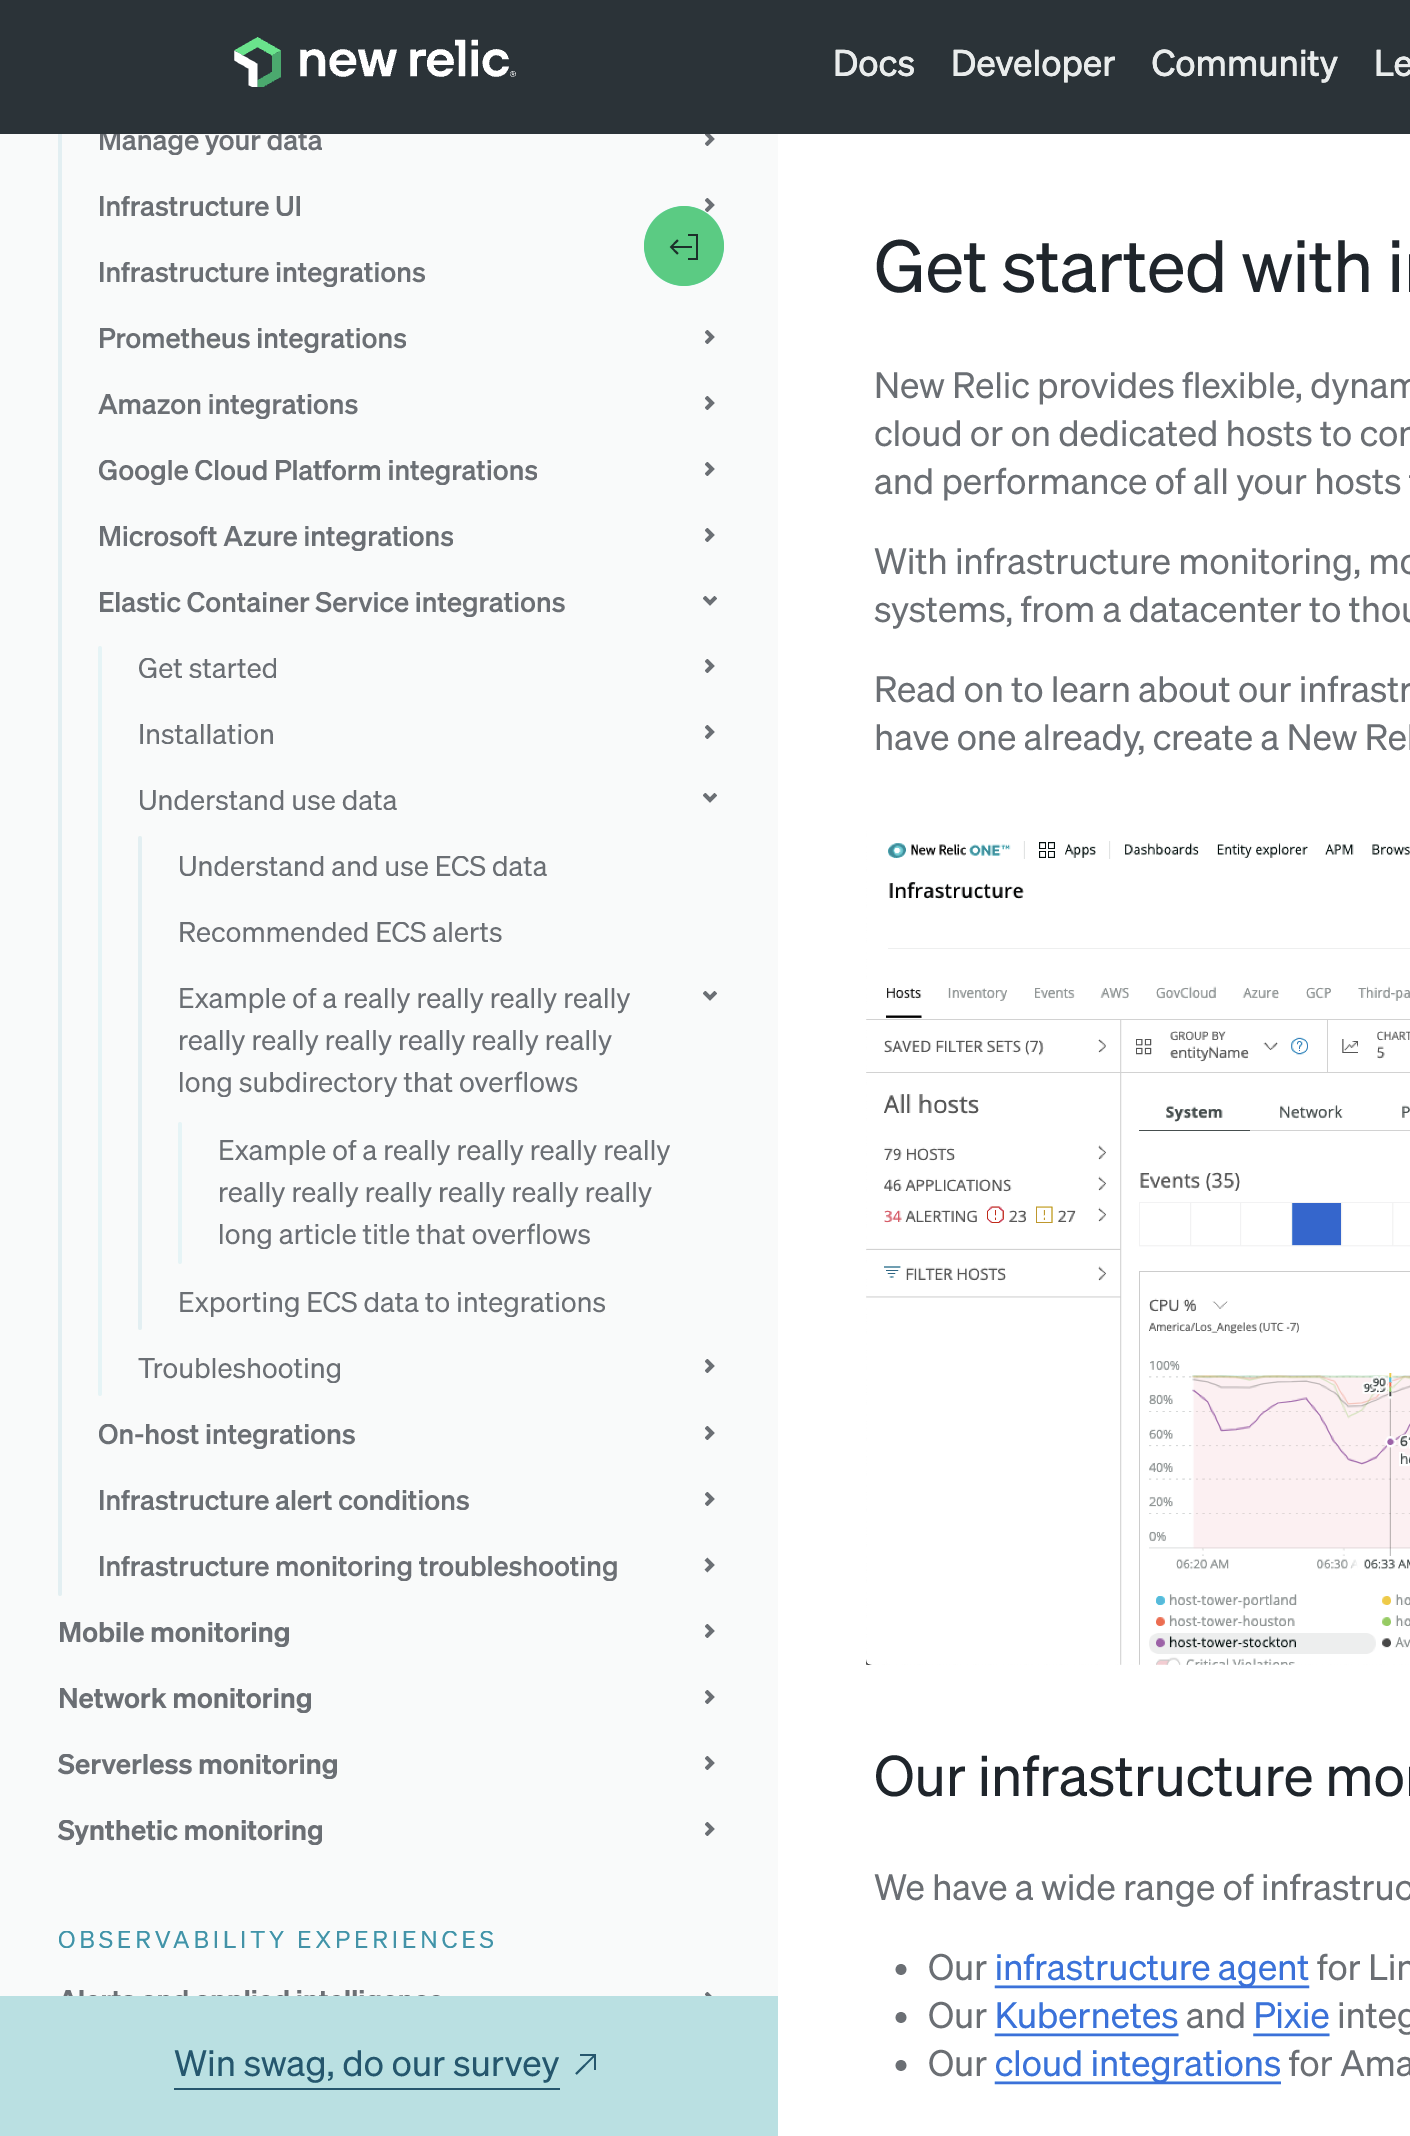 new relic
Docs Developer Community Le
Manage your data
Infrastructure UI
Infrastructure integrations
Prometheus integrations
Amazon integrations
Google Cloud Platform integrations
Microsoft Azure integrations
Elastic Container Service integrations
Get started
Installation
Understand use data
Understand and use ECS data
Recommended ECS alerts
Example of a really really really really
really really really really really really
long subdirectory that overflows
Example of a really really really really
really really really really really really
long article title that overflows
Exporting ECS data to integrations
Troubleshooting
On-host integrations
Infrastructure alert conditions
Infrastructure monitoring troubleshooting
Mobile monitoring
Network monitoring
Serverless monitoring
Synthetic monitoring
OBSERVABILITY EXPERIENCES
Alerts and applied intelligence
Win swag, do our survey
Get started with i
New Relic provides flexible, dynam
cloud or on dedicated hosts to cor
and performance of all your hosts
With infrastructure monitoring, mo
systems, from a datacenter to thou
Read on to learn about our infrastr
have one already, create a New Rel
New Relic ONE™ Apps Dashboards Entity explorer APM Brows
Infrastructure
Hosts Inventory Events AWS GovCloud Azure GCP Third-pa
SAVED FILTER SETS (7) GROUP BY entityName CHART 5
All hosts
79 HOSTS
46 APPLICATIONS
34 ALERTING 23 27
FILTER HOSTS
System Network P
Events (35)
CPU %
America/Los_Angeles (UTC -7)
100%
80%
60%
40%
20%
0%
90
06:20 AM 06:30 06:33 AM
host-tower-portland ho
host-tower-houston ho
host-tower-stockton Av
Critical Violations
Our infrastructure mo
We have a wide range of infrastruc
Our infrastructure agent for Lin
Our Kubernetes and Pixie integ
Our cloud integrations for Ama